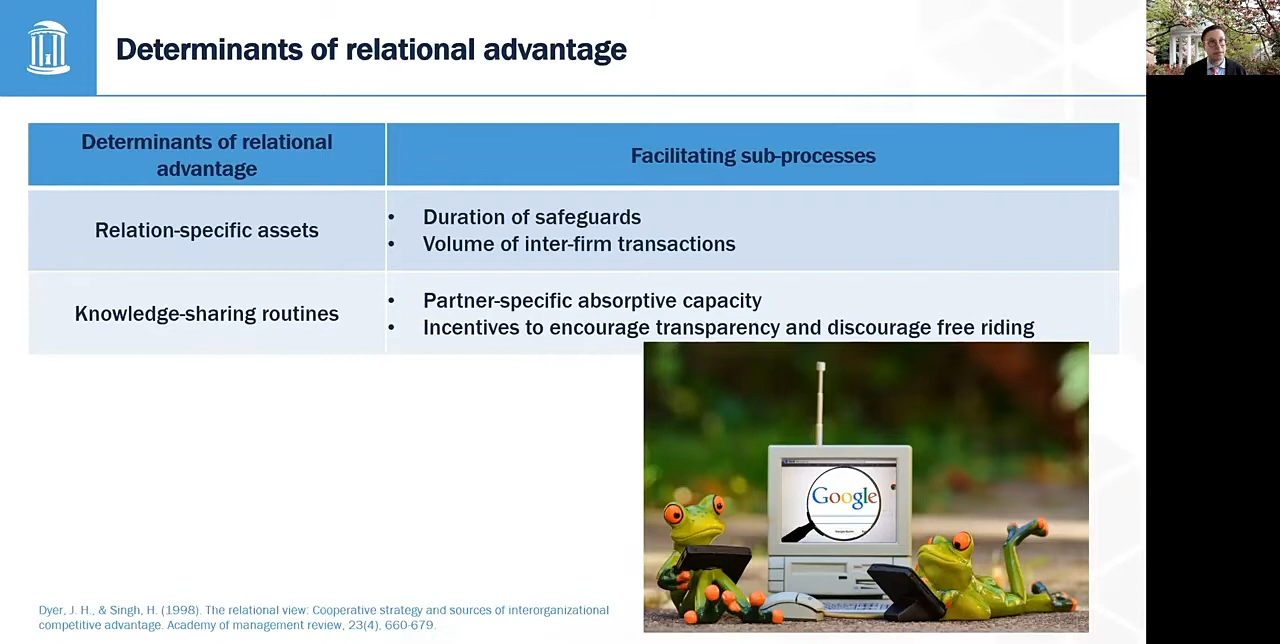 Determinants of relational advantage
Determinants of relational
advantage
Facilitating sub-processes
Relation-specific assets
• Duration of safeguards
• Volume of inter-firm transactions
Knowledge-sharing routines
• Partner-specific absorptive capacity
• Incentives to encourage transparency and discourage free riding
Google
Dyer, J. H., & Singh, H. (1998). The relational view: Cooperative strategy and sources of interorganizational
competitive advantage. Academy of management review, 23(4), 660-679.